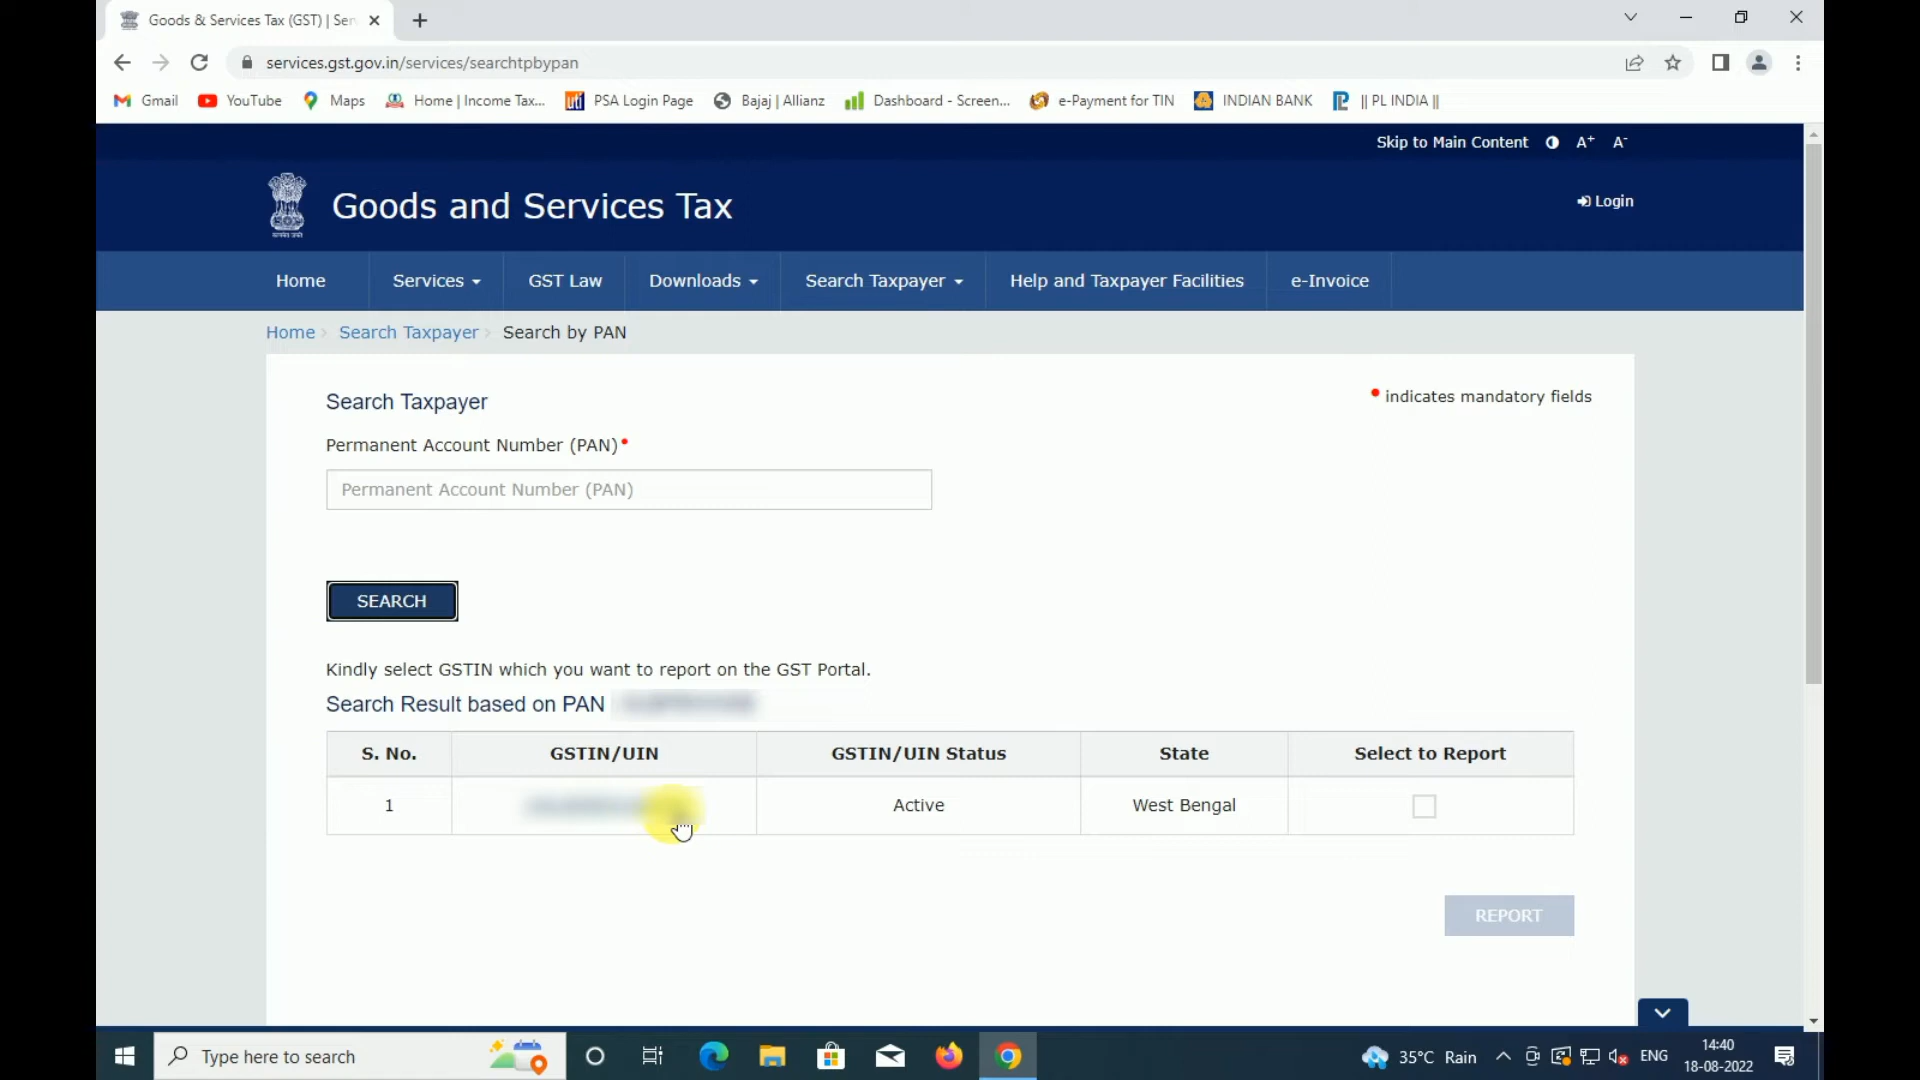 Goods & Services Tax (GST) | Ser
services.gst.gov.in/services/searchtpbypan
Gmail
YouTube
Maps
Home | Income Tax...
PSA Login Page
Bajaj | Allianz
Dashboard - Screen...
e-Payment for TIN
INDIAN BANK
|| PL INDIA ||
Skip to Main Content
A+
A-
Goods and Services Tax
Login
Home
Services
GST Law
Downloads
Search Taxpayer
Help and Taxpayer Facilities
e-Invoice
Home > Search Taxpayer > Search by PAN
Search Taxpayer
• indicates mandatory fields
Permanent Account Number (PAN)•
Permanent Account Number (PAN)
SEARCH
Kindly select GSTIN which you want to report on the GST Portal.
Search Result based on PAN
S. No. GSTIN/UIN GSTIN/UIN Status State Select to Report
1 Active West Bengal
REPORT
Type here to search
35°C Rain
ENG
14:40
18-08-2022